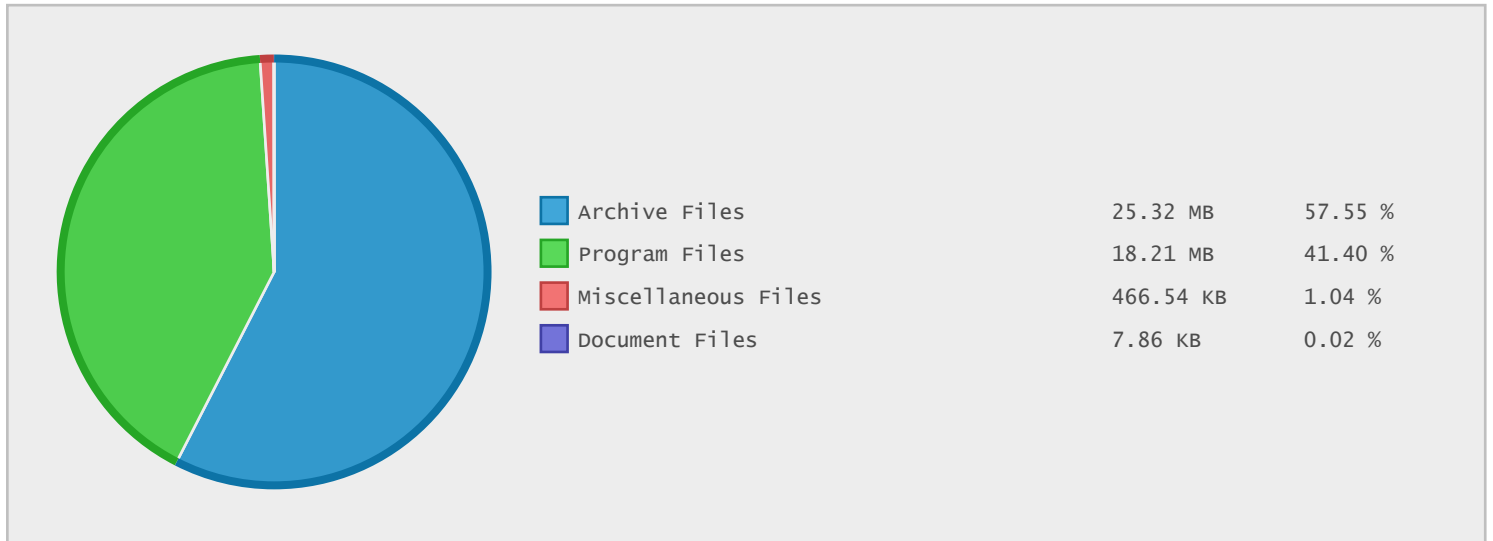 Archive Files 25.32 MB 57.55 %
Program Files 18.21 MB 41.40 %
Miscellaneous Files 466.54 KB 1.04 %
Document Files 7.86 KB 0.02 %